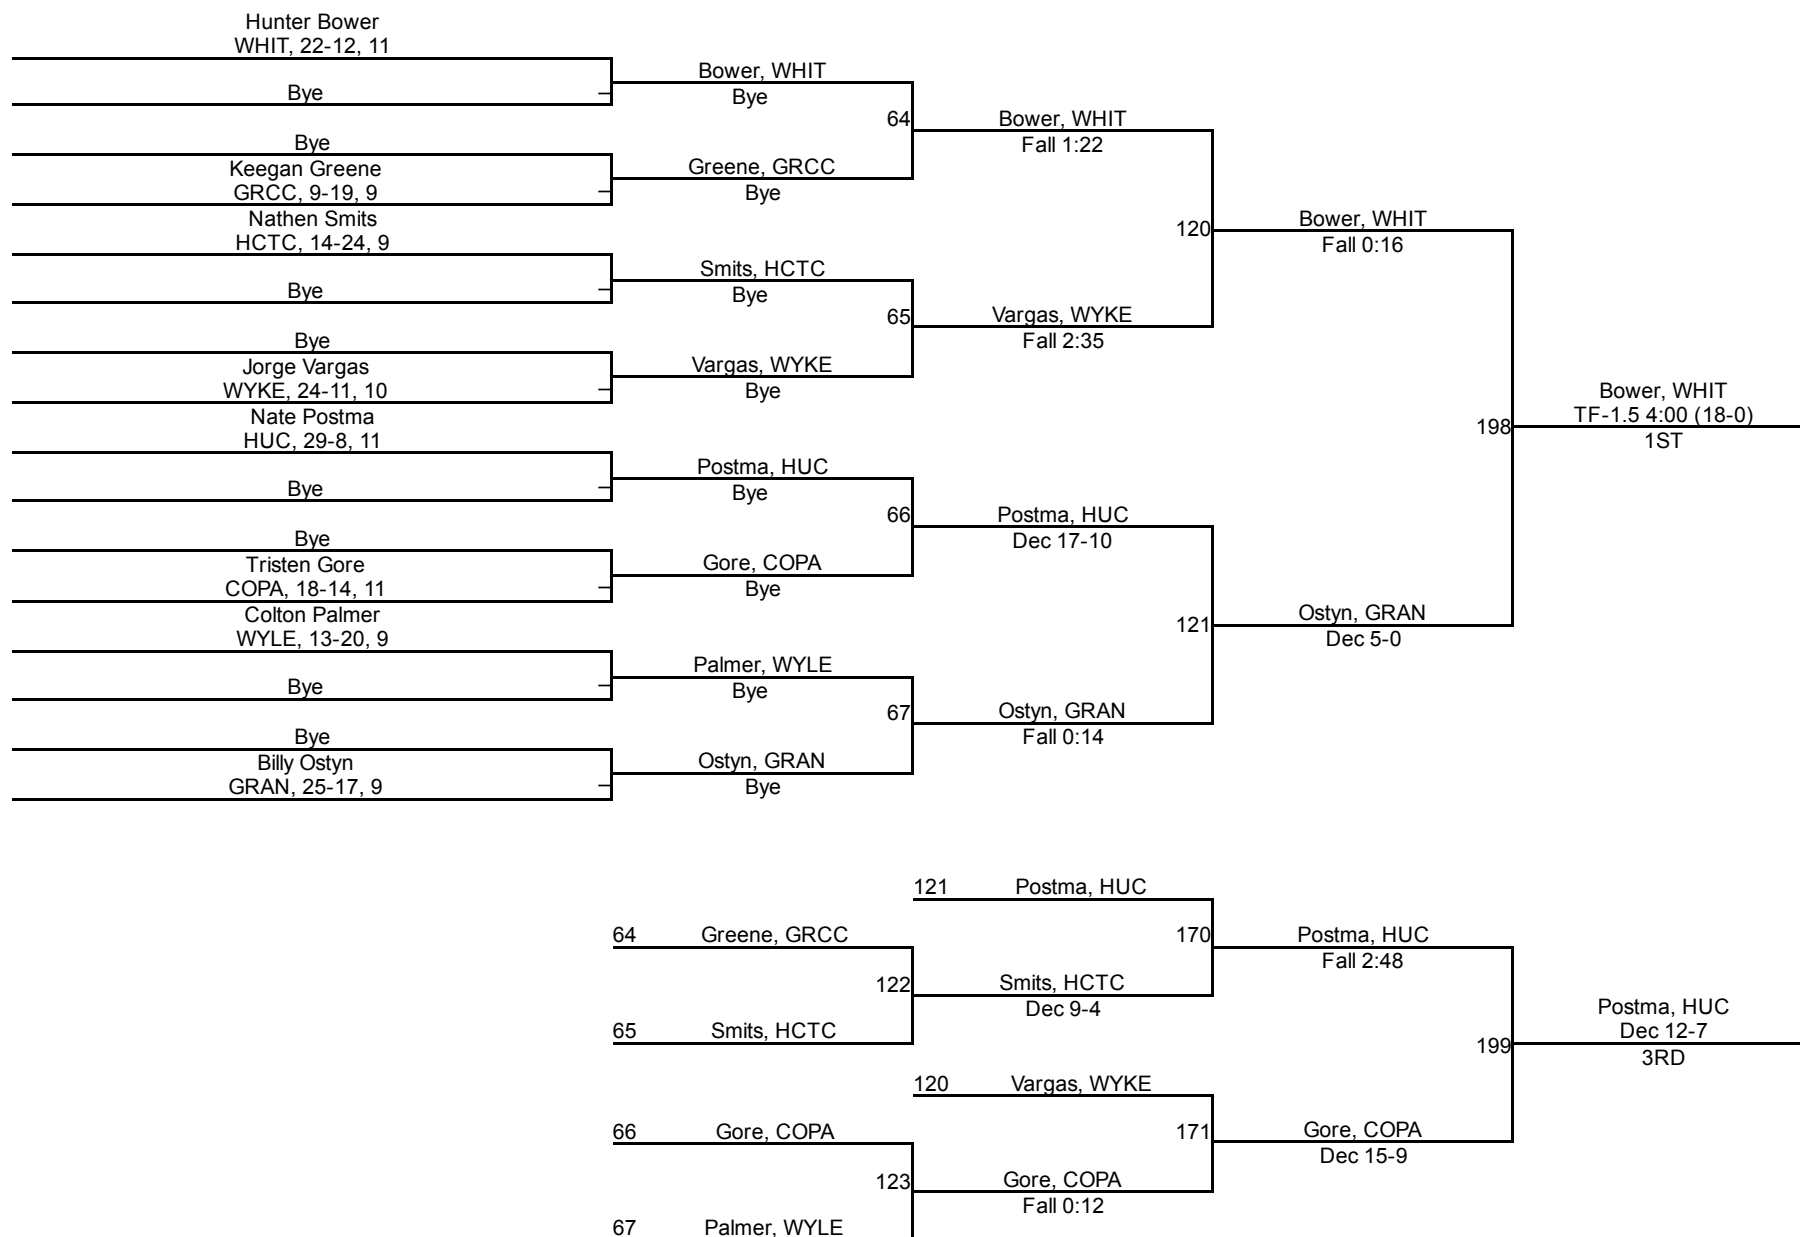 Hunter Bower
WHIT, 22-12, 11
Bye
Bye
Keegan Greene
GRCC, 9-19, 9
Nathen Smits
HCTC, 14-24, 9
Bye
Bye
Jorge Vargas
WYKE, 24-11, 10
Nate Postma
HUC, 29-8, 11
Bye
Bye
Tristen Gore
COPA, 18-14, 11
Colton Palmer
WYLE, 13-20, 9
Bye
Bye
Billy Ostyn
GRAN, 25-17, 9
Bower, WHIT
Bye
64
Greene, GRCC
Bye
Smits, HCTC
Bye
65
Vargas, WYKE
Bye
Postma, HUC
Bye
66
Gore, COPA
Bye
Palmer, WYLE
Bye
67
Ostyn, GRAN
Bye
Bower, WHIT
Fall 1:22
120
Vargas, WYKE
Fall 2:35
Postma, HUC
Dec 17-10
121
Ostyn, GRAN
Fall 0:14
Bower, WHIT
Fall 0:16
198
Ostyn, GRAN
Dec 5-0
Bower, WHIT
TF-1.5 4:00 (18-0)
1ST
121 Postma, HUC
64 Greene, GRCC
122
65 Smits, HCTC
Smits, HCTC
Dec 9-4
170
Postma, HUC
Fall 2:48
120 Vargas, WYKE
66 Gore, COPA
123
67 Palmer, WYLE
Gore, COPA
Fall 0:12
171
Gore, COPA
Dec 15-9
199
Postma, HUC
Dec 12-7
3RD